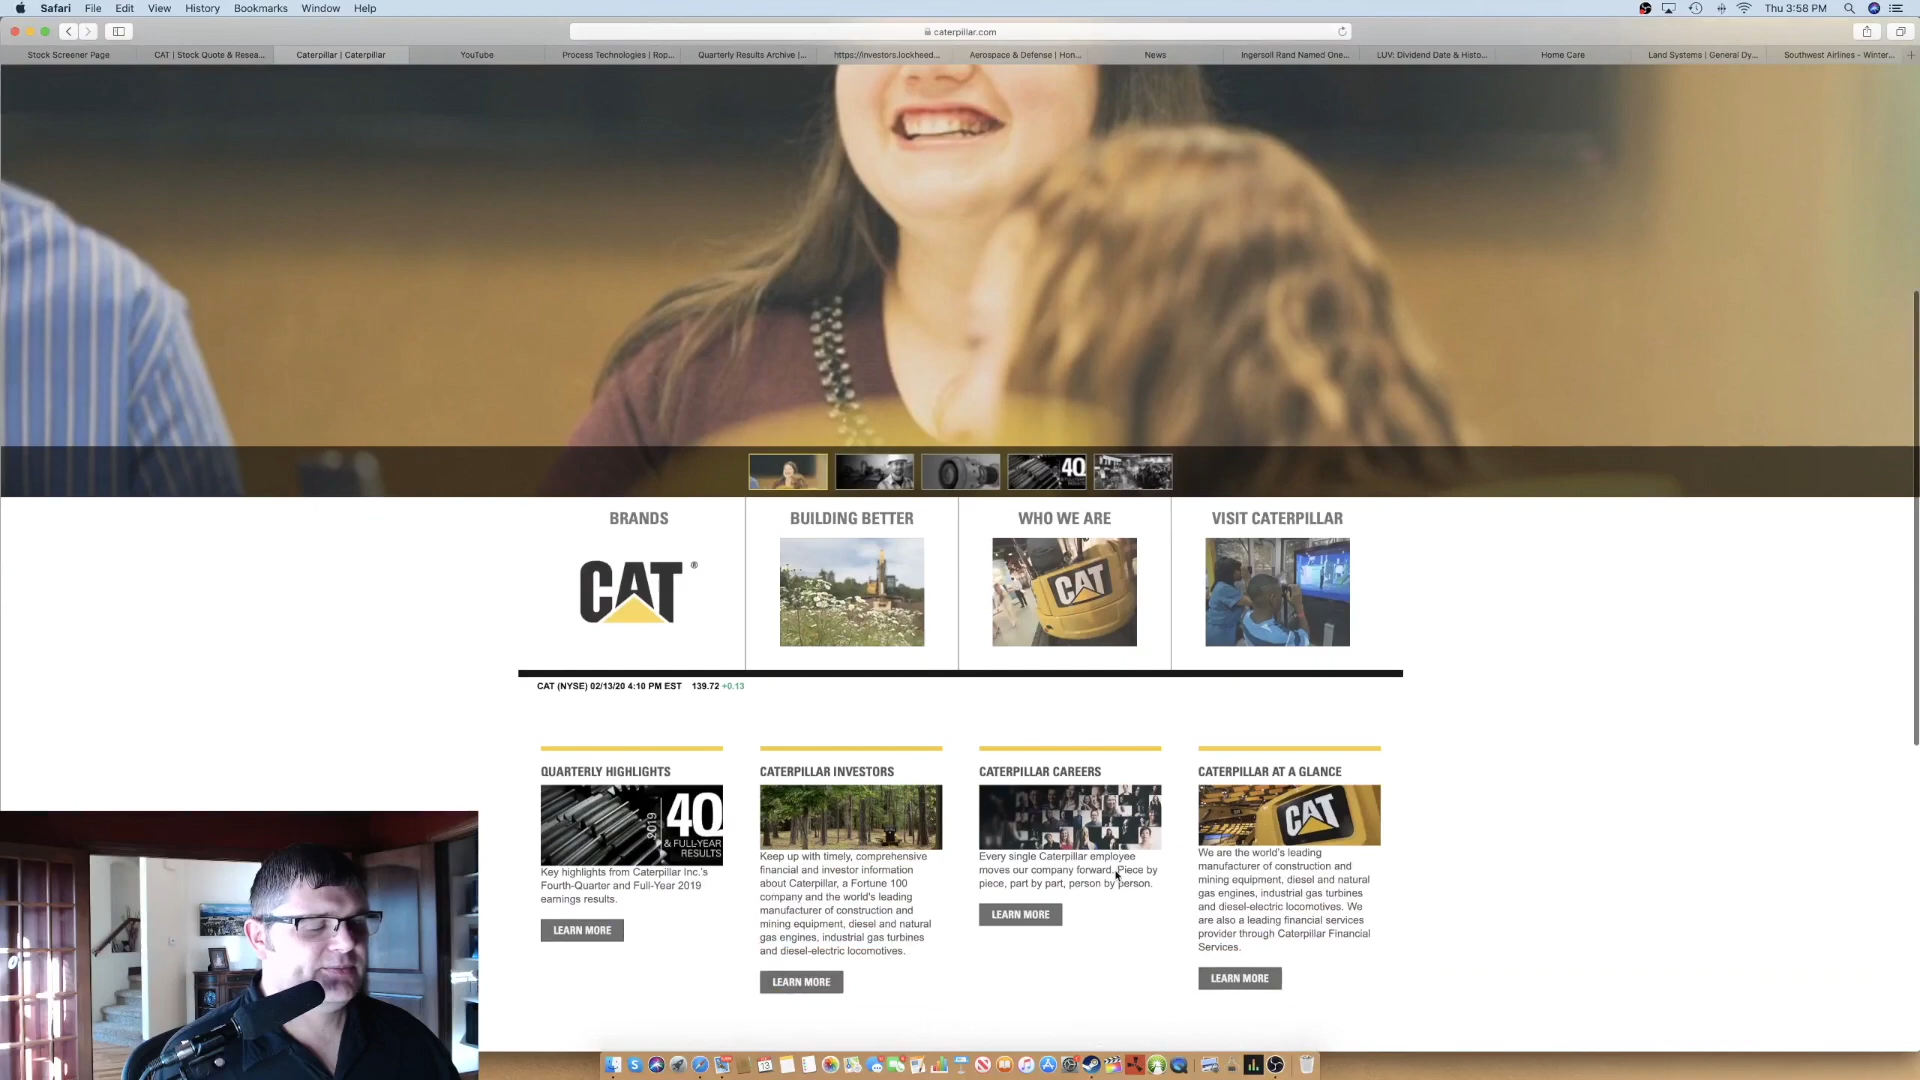 Safari File Edit View History Bookmarks Window Help Thu 3:58 PM
caterpillar.com
Stock Screener Page CAT | Stock Quote & Resea... Caterpillar | Caterpillar YouTube Process Technologies | Rop... Quarterly Results Archive |... https://investors.lockheed... Aerospace & Defense | Hon... News Ingersoll Rand Named One... LUV: Dividend Date & Histo... Home Care Land Systems | General Dy... Southwest Airlines - Winter...
40
BRANDS
CAT ®
BUILDING BETTER
WHO WE ARE
CAT
VISIT CATERPILLAR
CAT (NYSE) 02/13/20 4:10 PM EST 139.72 +0.13
QUARTERLY HIGHLIGHTS
2019
4Q
& FULL-YEAR
RESULTS
Key highlights from Caterpillar Inc.'s
Fourth-Quarter and Full-Year 2019
earnings results.
LEARN MORE
CATERPILLAR INVESTORS
Keep up with timely, comprehensive
financial and investor information
about Caterpillar, a Fortune 100
company and the world's leading
manufacturer of construction and
mining equipment, diesel and natural
gas engines, industrial gas turbines
and diesel-electric locomotives.
LEARN MORE
CATERPILLAR CAREERS
Every single Caterpillar employee
moves our company forward. Piece by
piece, part by part, person by person.
LEARN MORE
CATERPILLAR AT A GLANCE
CAT
We are the world's leading
manufacturer of construction and
mining equipment, diesel and natural
gas engines, industrial gas turbines
and diesel-electric locomotives. We
are also a leading financial services
provider through Caterpillar Financial
Services.
LEARN MORE